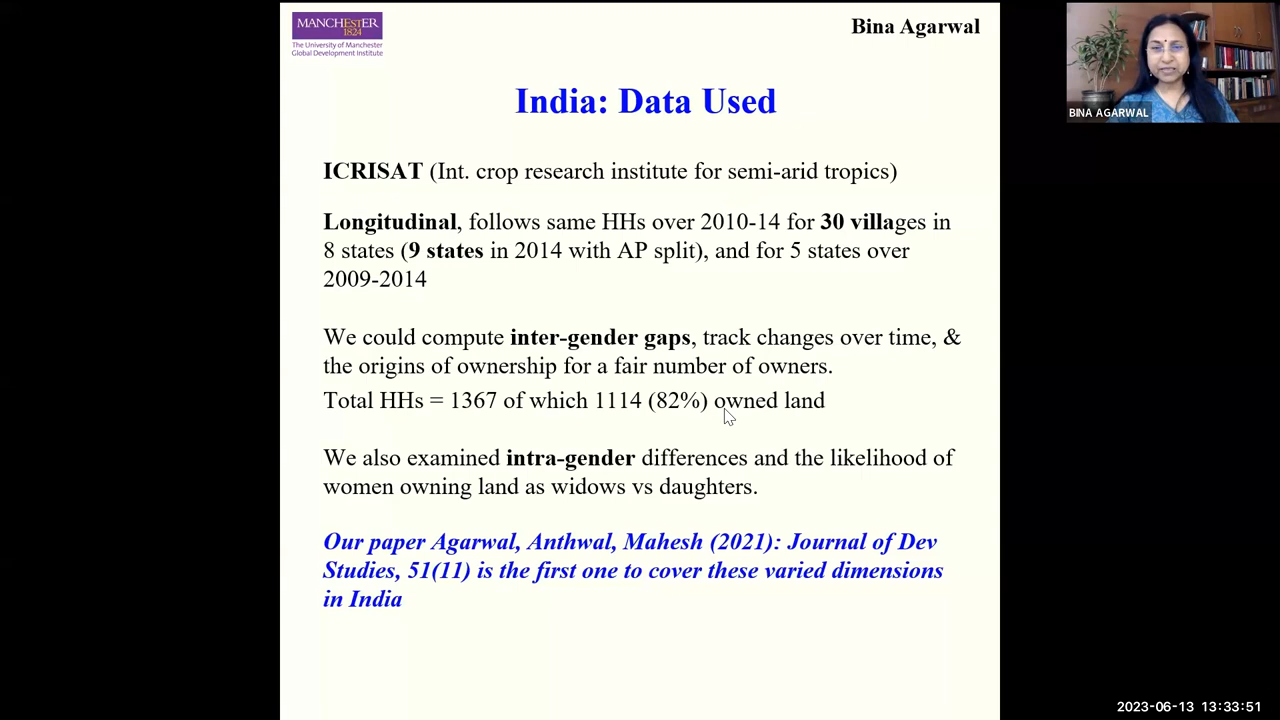 MANCHESTER
1824
The University of Manchester
Global Development Institute
Bina Agarwal
BINA AGARWAL
India: Data Used
ICRISAT (Int. crop research institute for semi-arid tropics)
Longitudinal, follows same HHs over 2010-14 for 30 villages in
8 states (9 states in 2014 with AP split), and for 5 states over
2009-2014
We could compute inter-gender gaps, track changes over time, &
the origins of ownership for a fair number of owners.
Total HHs = 1367 of which 1114 (82%) owned land
We also examined intra-gender differences and the likelihood of
women owning land as widows vs daughters.
Our paper Agarwal, Anthwal, Mahesh (2021): Journal of Dev
Studies, 51(11) is the first one to cover these varied dimensions
in India
2023-06-13 13:33:51